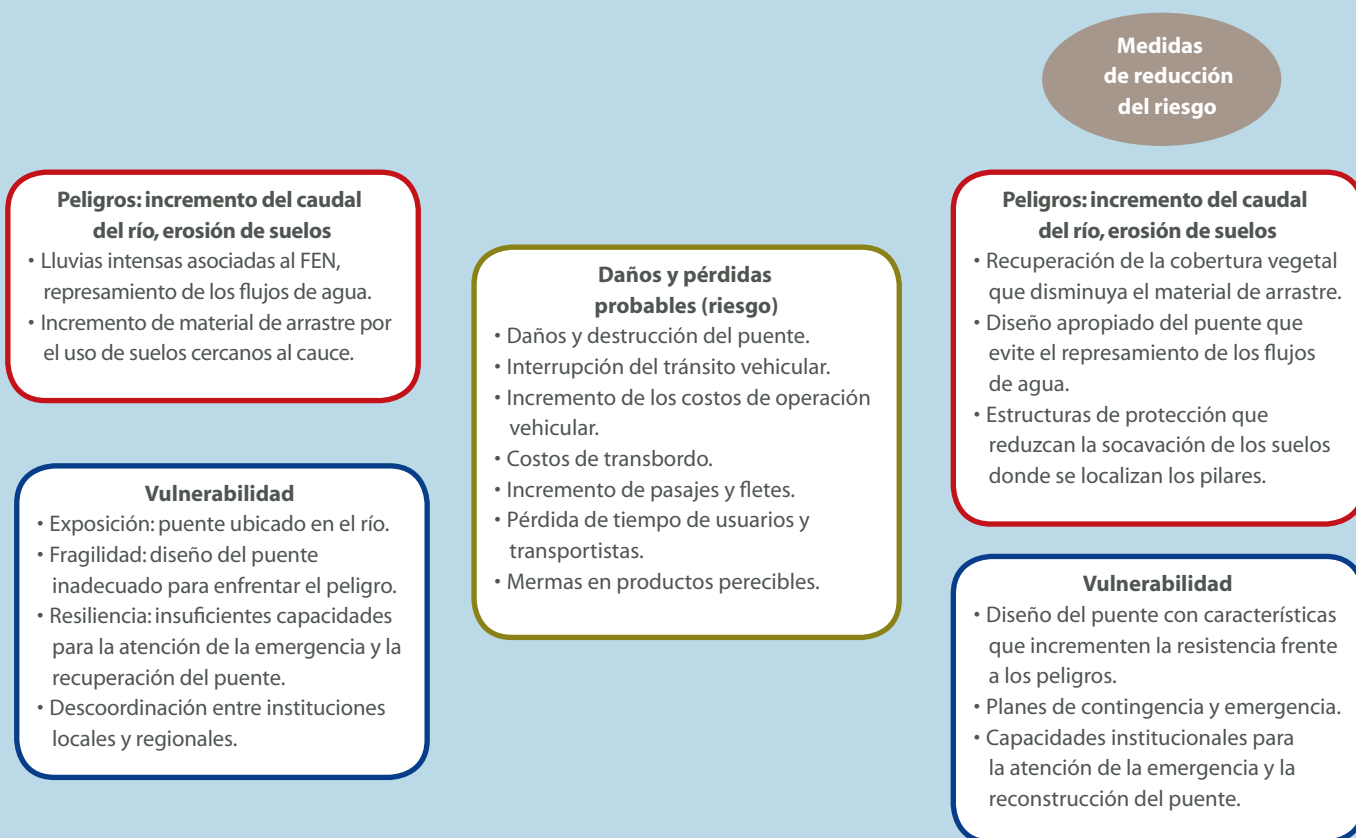 Medidas
de reducción
del riesgo
Peligros: incremento del caudal
del río, erosión de suelos
• Lluvias intensas asociadas al FEN,
represamiento de los flujos de agua.
• Incremento de material de arrastre por
el uso de suelos cercanos al cauce.
Vulnerabilidad
• Exposición: puente ubicado en el río.
• Fragilidad: diseño del puente
inadecuado para enfrentar el peligro.
• Resiliencia: insuficientes capacidades
para la atención de la emergencia y la
recuperación del puente.
• Descoordinación entre instituciones
locales y regionales.
Daños y pérdidas
probables (riesgo)
• Daños y destrucción del puente.
• Interrupción del tránsito vehicular.
• Incremento de los costos de operación
vehicular.
• Costos de transbordo.
• Incremento de pasajes y fletes.
• Pérdida de tiempo de usuarios y
transportistas.
• Mermas en productos perecibles.
Peligros: incremento del caudal
del río, erosión de suelos
• Recuperación de la cobertura vegetal
que disminuya el material de arrastre.
• Diseño apropiado del puente que
evite el represamiento de los flujos
de agua.
• Estructuras de protección que
reduzcan la socavación de los suelos
donde se localizan los pilares.
Vulnerabilidad
• Diseño del puente con características
que incrementen la resistencia frente
a los peligros.
• Planes de contingencia y emergencia.
• Capacidades institucionales para
la atención de la emergencia y la
reconstrucción del puente.